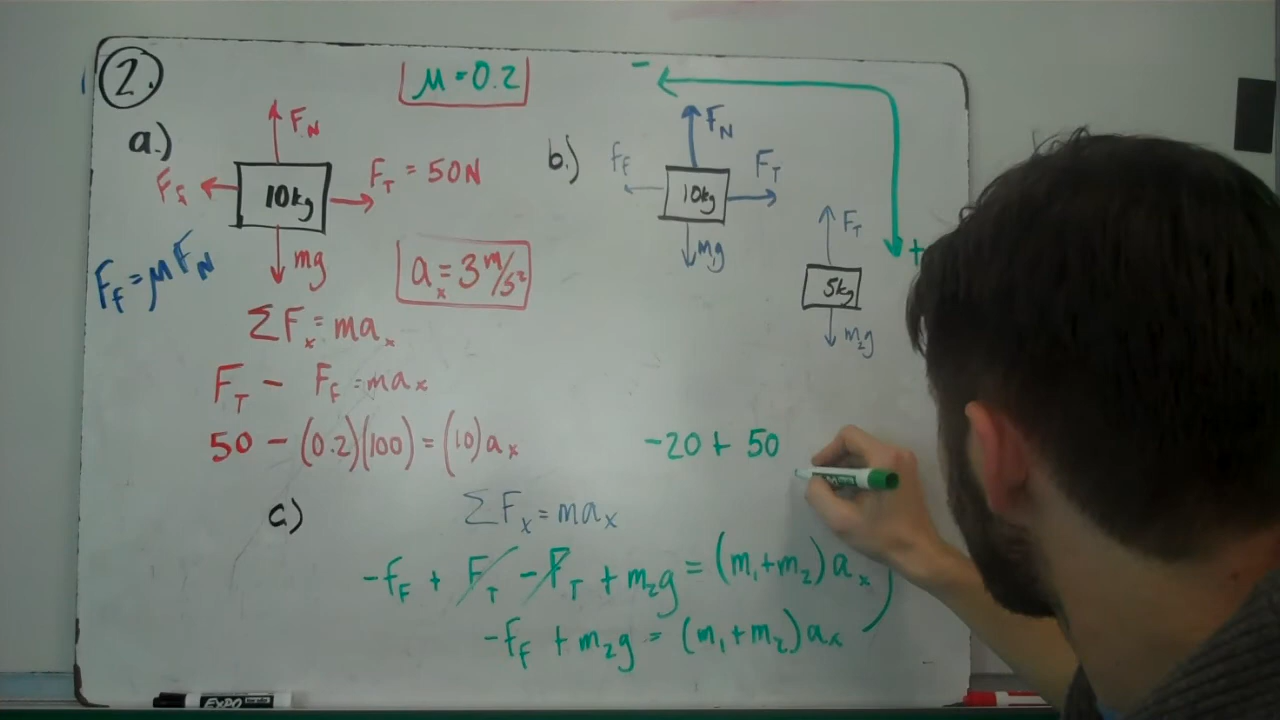 2.
μ = 0.2
-
a.)
F_N
F_f
10kg
F_T = 50N
mg
F_f = μF_N
a_x = 3 m/s²
ΣF_x = ma_x
F_T - F_f = ma_x
50 - (0.2)(100) = (10)a_x
b.)
F_N
f_f
10kg
F_T
m₁g
+
F_T
5kg
m₂g
-20 + 50
c)
ΣF_x = ma_x
-f_f + F_T - F_T + m₂g = (m₁+m₂)a_x
-f_f + m₂g = (m₁+m₂)a_x
EXPO